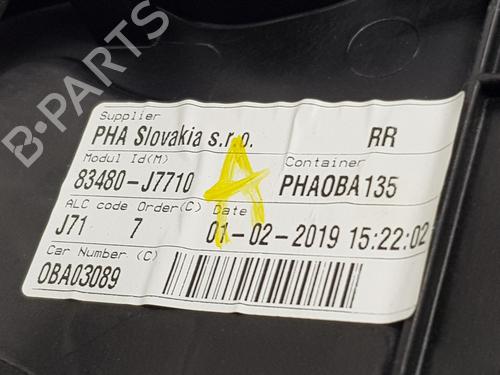 B-PARTS
Supplier
PHA Slovakia s.r.o. RR
Modul Id(M) Container
83480-J7710 PHAOBA135
ALC code Order(C) Date
J71 7 01-02-2019 15:22:02
Car Number (C)
OBA03089
A